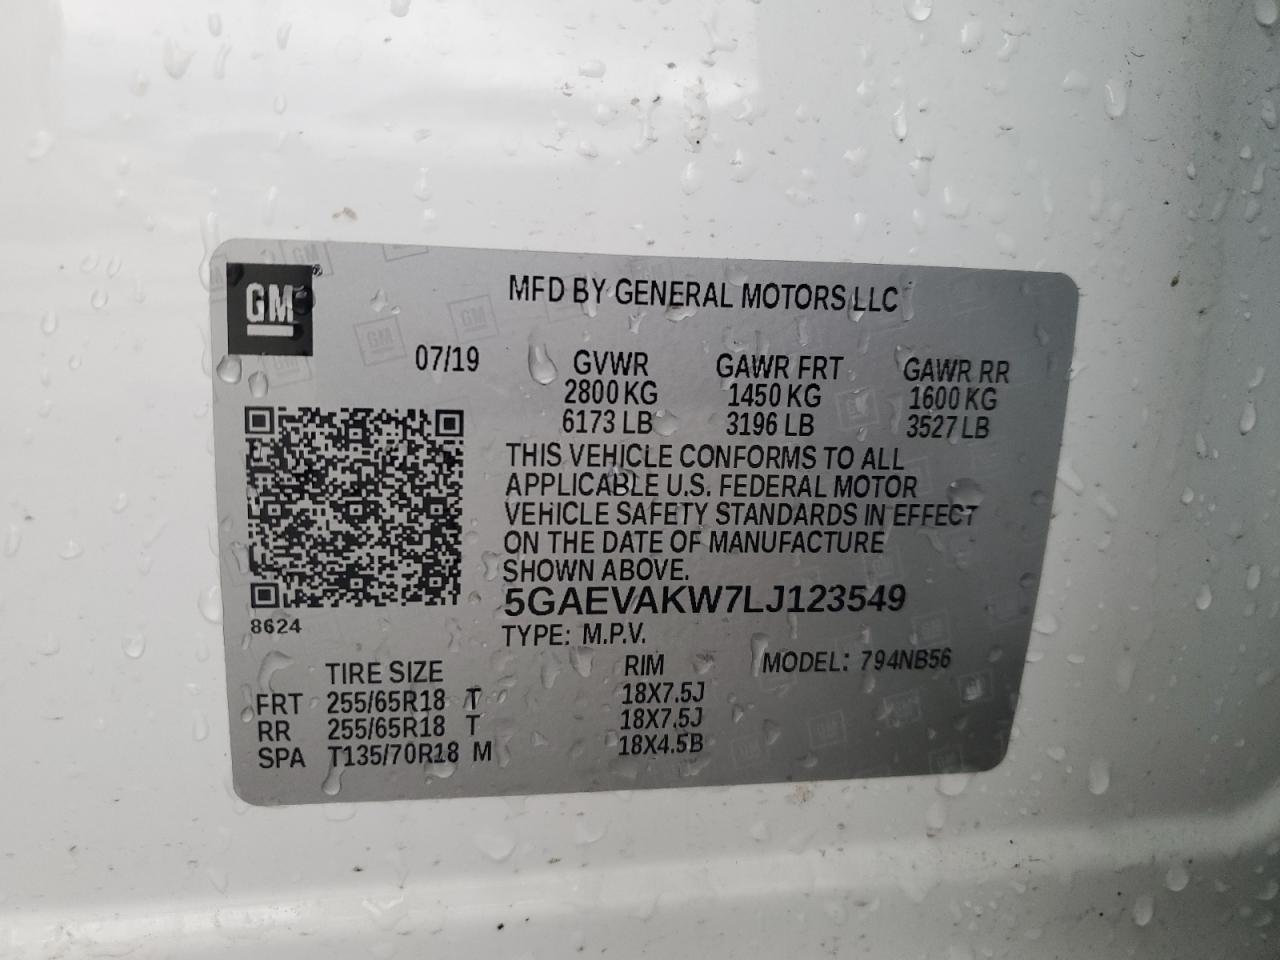 GM
MFD BY GENERAL MOTORS LLC
07/19 GVWR GAWR FRT GAWR RR
2800 KG 1450 KG 1600 KG
6173 LB 3196 LB 3527 LB
THIS VEHICLE CONFORMS TO ALL
APPLICABLE U.S. FEDERAL MOTOR
VEHICLE SAFETY STANDARDS IN EFFECT
ON THE DATE OF MANUFACTURE
SHOWN ABOVE.
5GAEVAKW7LJ123549
8624
TYPE: M.P.V.
TIRE SIZE RIM MODEL: 794NB56
FRT 255/65R18 T 18X7.5J
RR 255/65R18 T 18X7.5J
SPA T135/70R18 M 18X4.5B